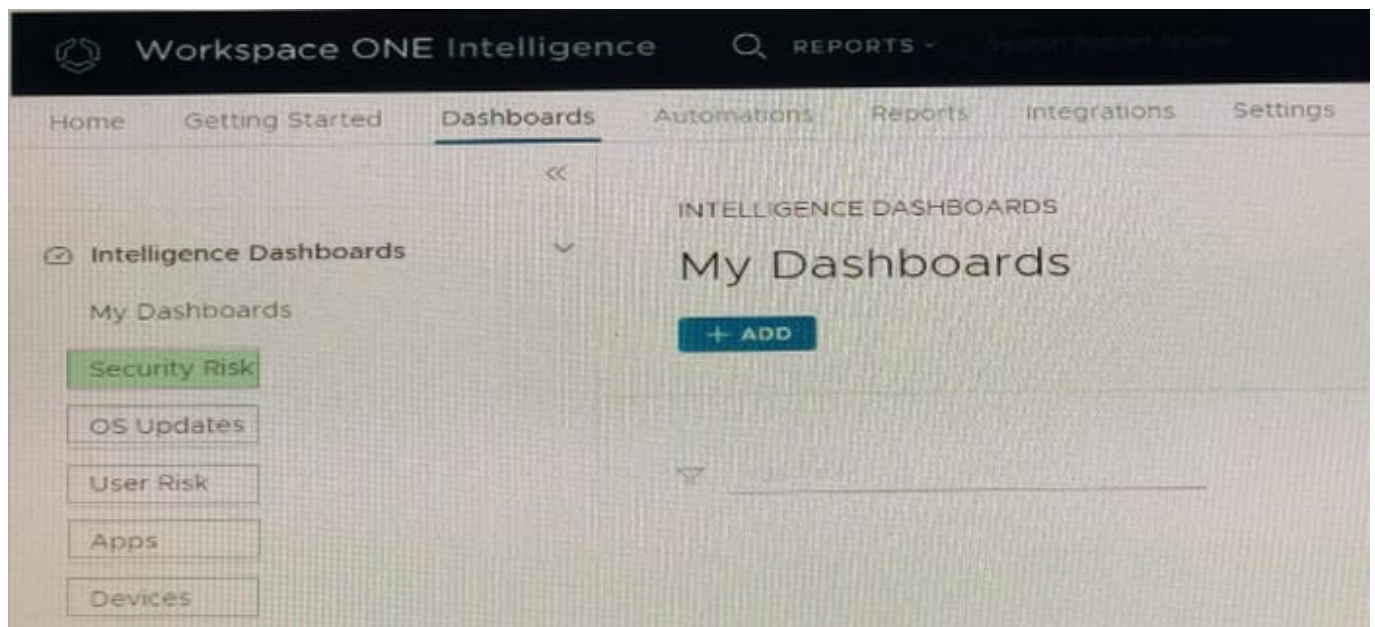 Workspace ONE Intelligence REPORTS
Home Getting Started Dashboards Automations Reports Integrations Settings
INTELLIGENCE DASHBOARDS
Intelligence Dashboards
My Dashboards
My Dashboards
+ ADD
Security Risk
OS Updates
User Risk
Apps
Devices